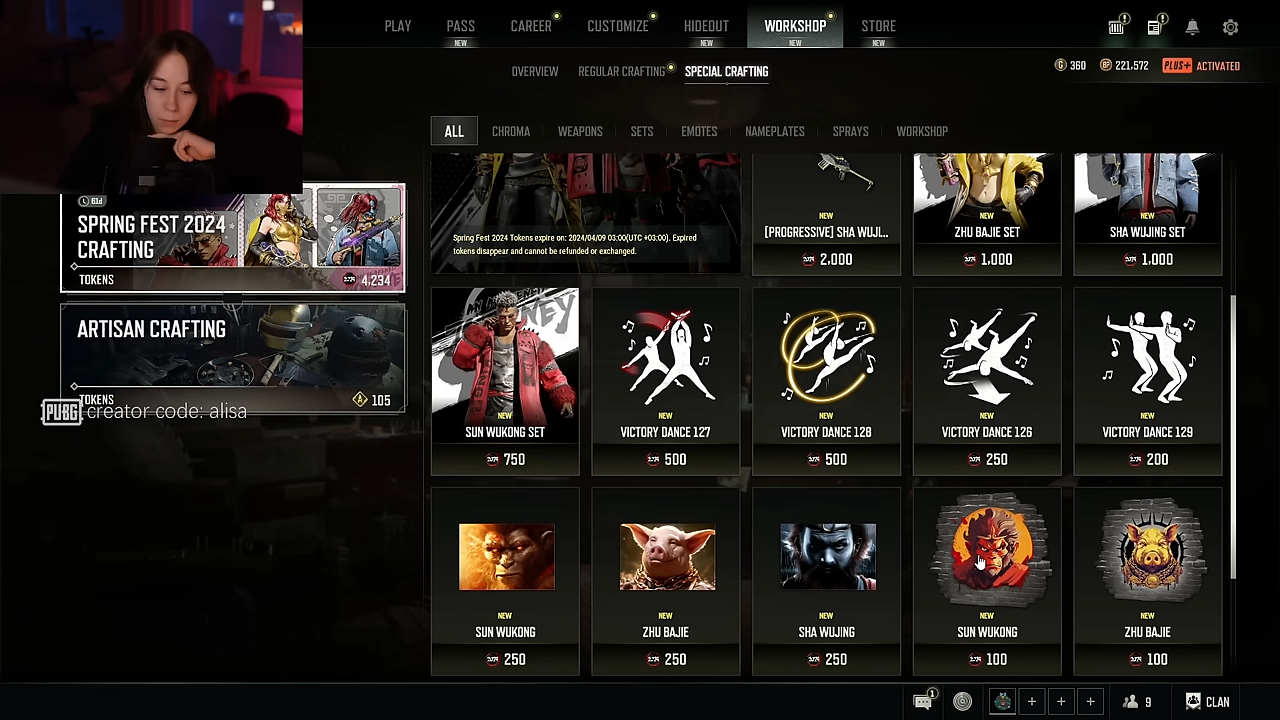 PLAY
PASS
NEW
CAREER
CUSTOMIZE
HIDEOUT
NEW
WORKSHOP
NEW
STORE
NEW
OVERVIEW
REGULAR CRAFTING
SPECIAL CRAFTING
G 360
BP 221.572
PLUS+ ACTIVATED
ALL
CHROMA
WEAPONS
SETS
EMOTES
NAMEPLATES
SPRAYS
WORKSHOP
61d
SPRING FEST 2024
CRAFTING
TOKENS
4,234
ARTISAN CRAFTING
TOKENS
A 105
PUBG creator code: alisa
Spring Fest 2024 Tokens expire on: 2024/04/09 03:00(UTC +03:00). Expired
tokens disappear and cannot be refunded or exchanged.
NEW
[PROGRESSIVE] SHA WUJI...
2,000
NEW
ZHU BAJIE SET
1,000
NEW
SHA WUJING SET
1,000
NEW
SUN WUKONG SET
750
NEW
VICTORY DANCE 127
500
NEW
VICTORY DANCE 128
500
NEW
VICTORY DANCE 126
250
NEW
VICTORY DANCE 129
200
NEW
SUN WUKONG
250
NEW
ZHU BAJIE
250
NEW
SHA WUJING
250
NEW
SUN WUKONG
100
NEW
ZHU BAJIE
100
1
9
CLAN